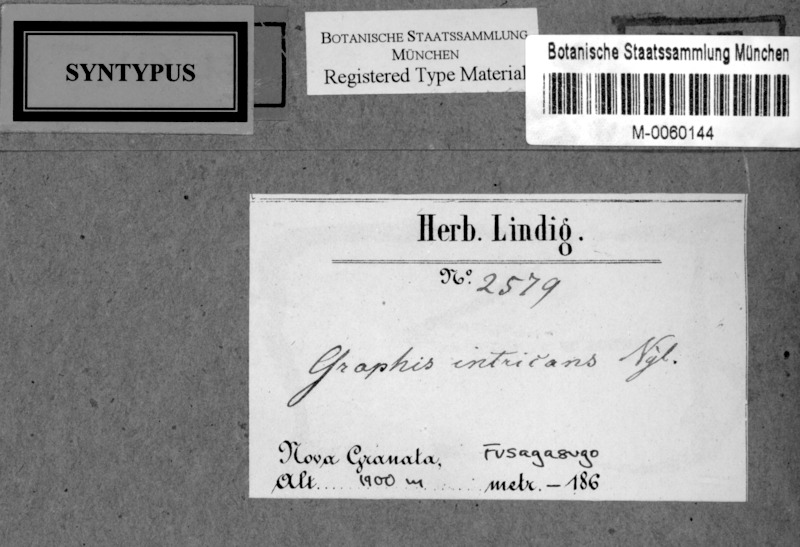 SYNTYPUS
BOTANISCHE STAATSSAMMLUNG
MÜNCHEN
Registered Type Material
Botanische Staatssammlung München
M-0060144
Herb. Lindig.
No. 2579
Graphis intricans Nyl.
Nova Granata, Fusagasugo
Alt. 1900 m metr. – 186